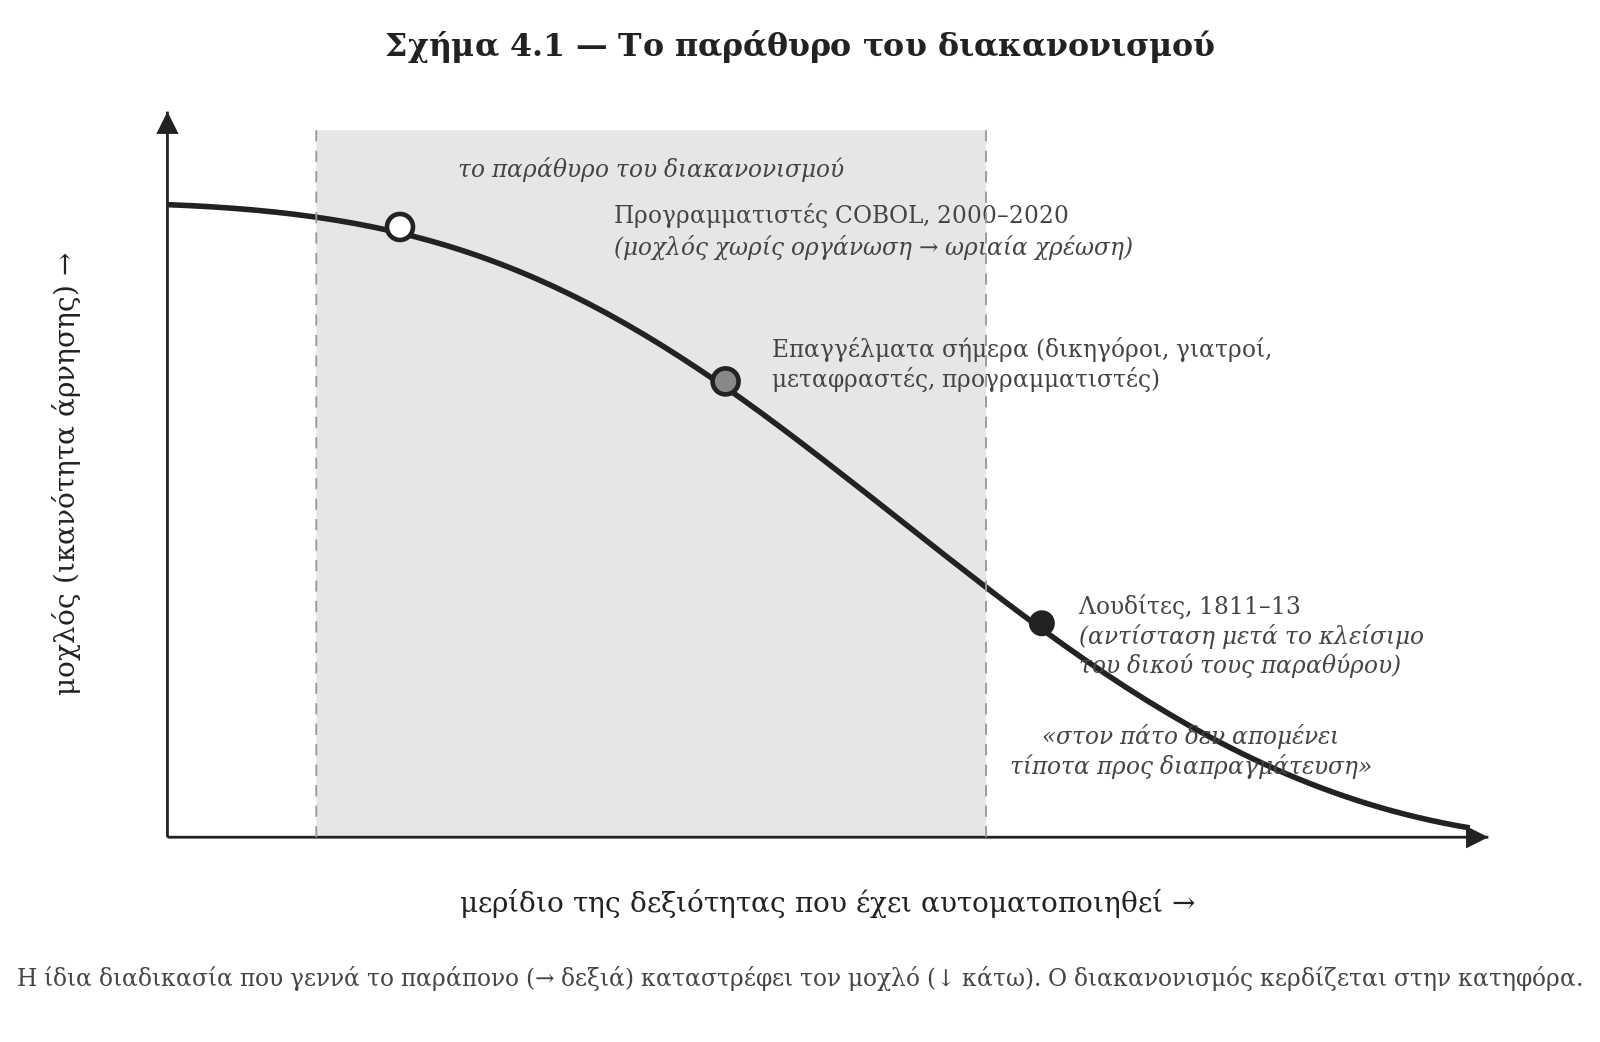 Σχήμα 4.1 — Το παράθυρο του διακανονισμού
το παράθυρο του διακανονισμού
Προγραμματιστές COBOL, 2000–2020
(μοχλός χωρίς οργάνωση → ωριαία χρέωση)
μοχλός (ικανότητα άρνησης) →
Επαγγέλματα σήμερα (δικηγόροι, γιατροί,
μεταφραστές, προγραμματιστές)
Λουδίτες, 1811–13
(αντίσταση μετά το κλείσιμο
του δικού τους παραθύρου)
«στον πάτο δεν απομένει
τίποτα προς διαπραγμάτευση»
μερίδιο της δεξιότητας που έχει αυτοματοποιηθεί →
Η ίδια διαδικασία που γεννά το παράπονο (→ δεξιά) καταστρέφει τον μοχλό (↓ κάτω). Ο διακανονισμός κερδίζεται στην κατηφόρα.